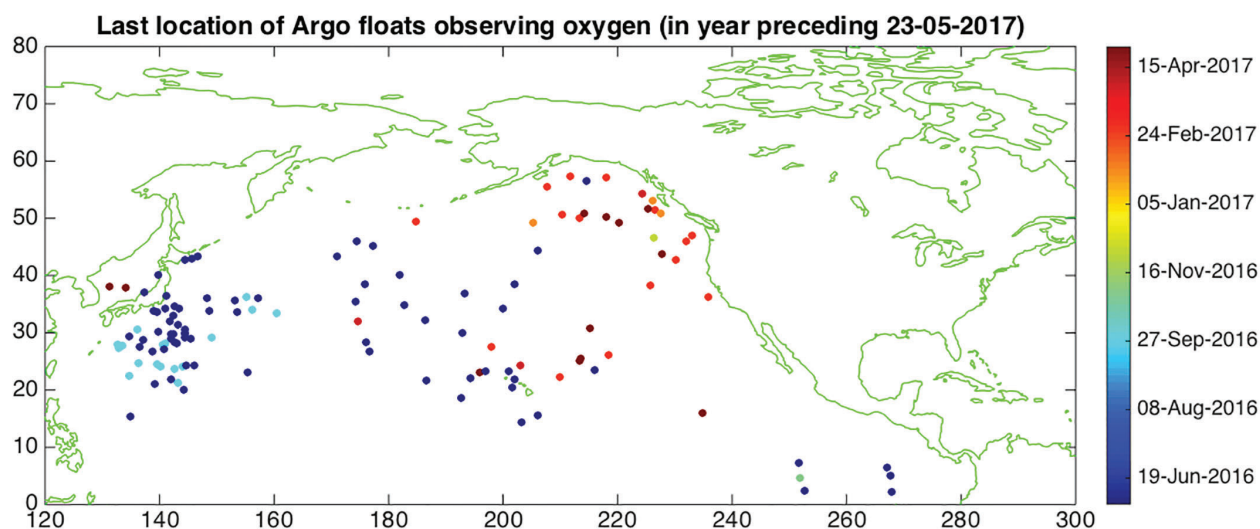 Last location of Argo floats observing oxygen (in year preceding 23-05-2017)
80
70
60
50
40
30
20
10
0
120 140 160 180 200 220 240 260 280 300
15-Apr-2017
24-Feb-2017
05-Jan-2017
16-Nov-2016
27-Sep-2016
08-Aug-2016
19-Jun-2016